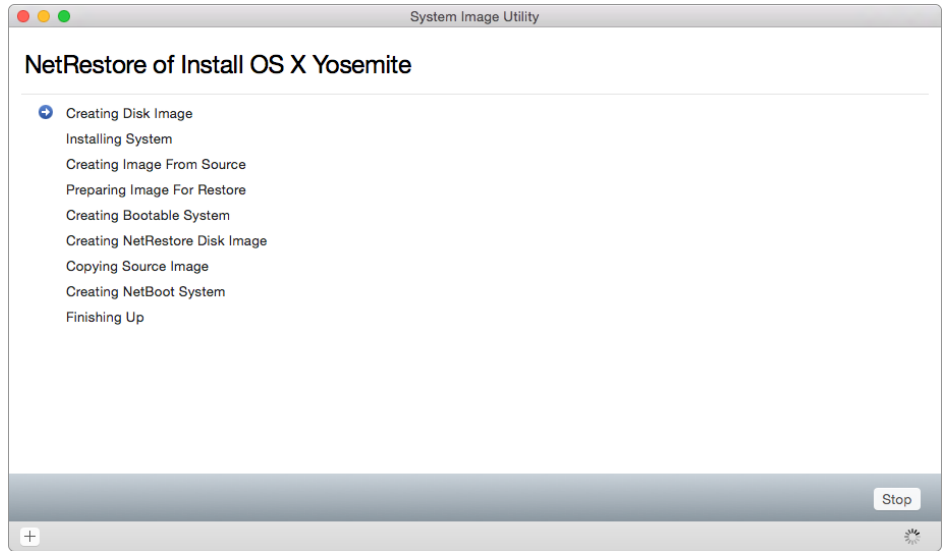 System Image Utility
NetRestore of Install OS X Yosemite
Creating Disk Image
Installing System
Creating Image From Source
Preparing Image For Restore
Creating Bootable System
Creating NetRestore Disk Image
Copying Source Image
Creating NetBoot System
Finishing Up
Stop